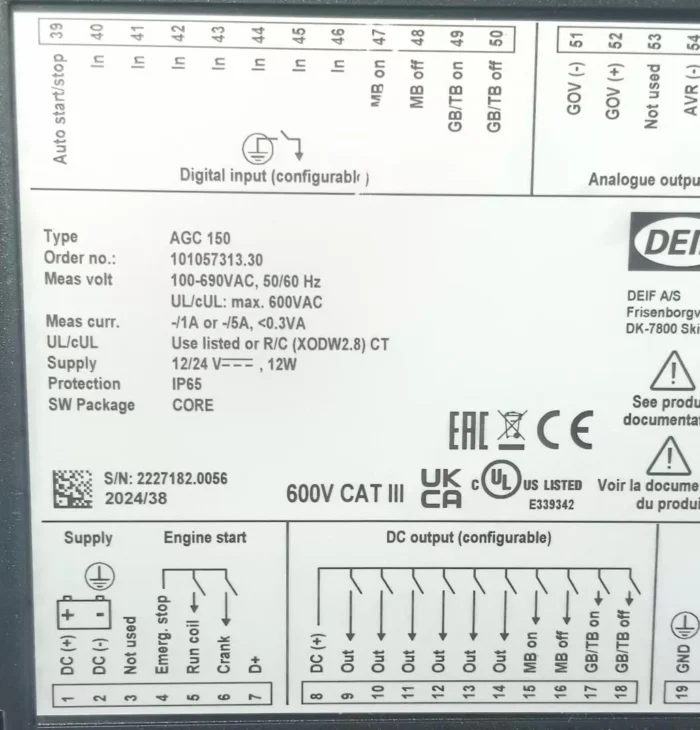 39 40 41 42 43 44 45 46 47 48 49 50
Auto start/stop In In In In In In In MB on MB off GB/TB on GB/TB off
Digital input (configurable)
51 52 53 54
GOV (-) GOV (+) Not used AVR (-)
Analogue outpu
Type AGC 150
Order no.: 101057313.30
Meas volt 100-690VAC, 50/60 Hz
UL/cUL: max. 600VAC
Meas curr. -/1A or -/5A, <0.3VA
UL/cUL Use listed or R/C (XODW2.8) CT
Supply 12/24 V⎓, 12W
Protection IP65
SW Package CORE
DEI
DEIF A/S
Frisenborgv
DK-7800 Ski
See produ
documentat
Voir la docume
du produi
S/N: 2227182.0056
2024/38
600V CAT III
EAC CE
UK
CA
C UL US LISTED
E339342
Supply Engine start
DC (+) DC (-) Not used Emerg. stop Run coil Crank D+
1 2 3 4 5 6 7
DC output (configurable)
DC (+) Out Out Out Out Out Out MB on MB off GB/TB on GB/TB off
8 9 10 11 12 13 14 15 16 17 18
GND
19